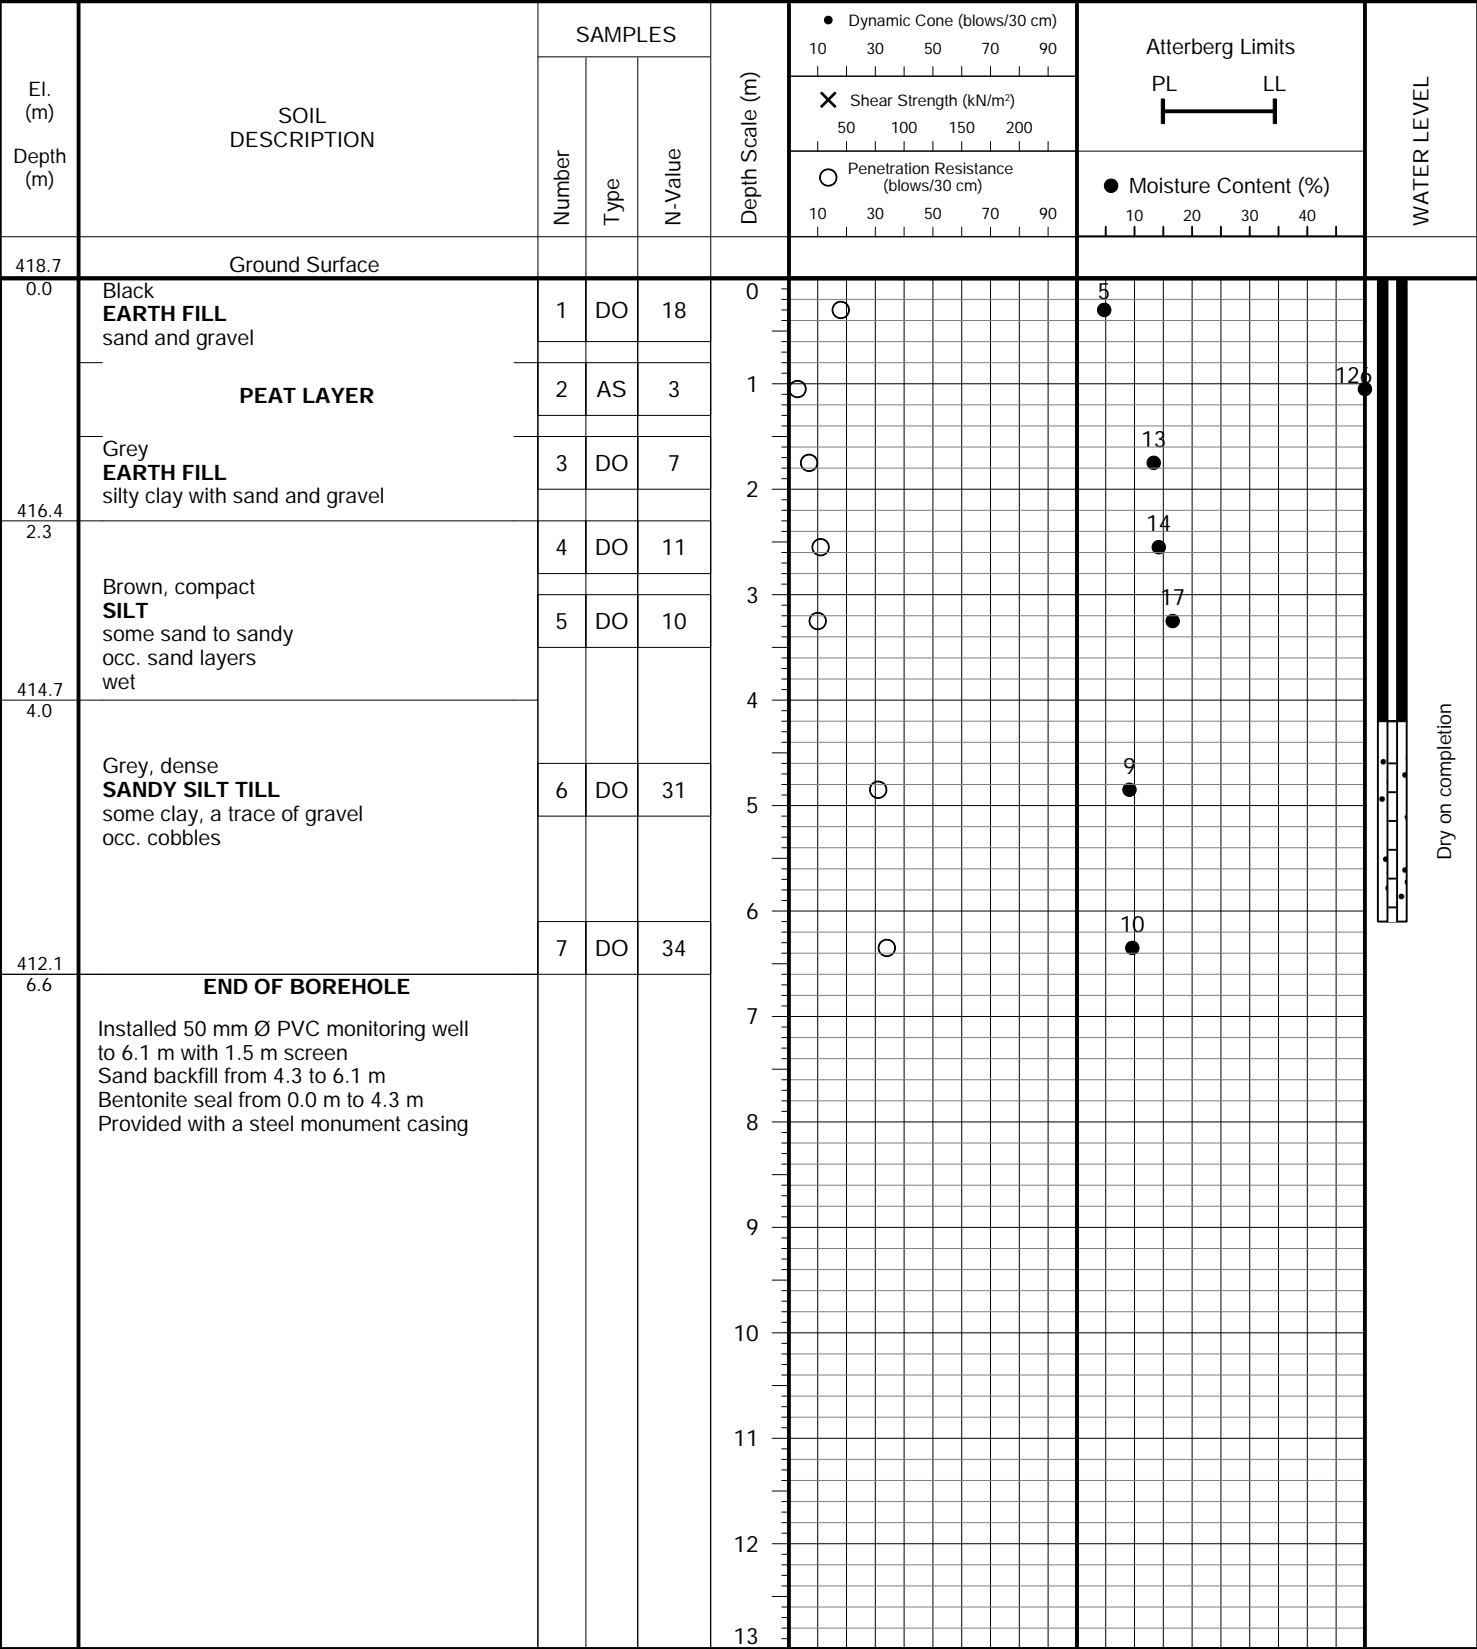 El.
(m)
Depth
(m)
SOIL
DESCRIPTION
SAMPLES
Number
Type
N-Value
Depth Scale (m)
• Dynamic Cone (blows/30 cm)
10 30 50 70 90
X Shear Strength (kN/m²)
50 100 150 200
O Penetration Resistance
(blows/30 cm)
10 30 50 70 90
Atterberg Limits
PL LL
● Moisture Content (%)
10 20 30 40
WATER LEVEL
418.7 Ground Surface
0.0
Black
EARTH FILL
sand and gravel
1 DO 18
0
5
PEAT LAYER
2 AS 3
1
126
Grey
EARTH FILL
silty clay with sand and gravel
3 DO 7
13
2
416.4
2.3
4 DO 11
14
Brown, compact
SILT
some sand to sandy
occ. sand layers
wet
5 DO 10
3
17
414.7
4.0
4
Grey, dense
SANDY SILT TILL
some clay, a trace of gravel
occ. cobbles
6 DO 31
9
5
Dry on completion
6
7 DO 34
10
412.1
6.6
END OF BOREHOLE
Installed 50 mm Ø PVC monitoring well
to 6.1 m with 1.5 m screen
Sand backfill from 4.3 to 6.1 m
Bentonite seal from 0.0 m to 4.3 m
Provided with a steel monument casing
7
8
9
10
11
12
13